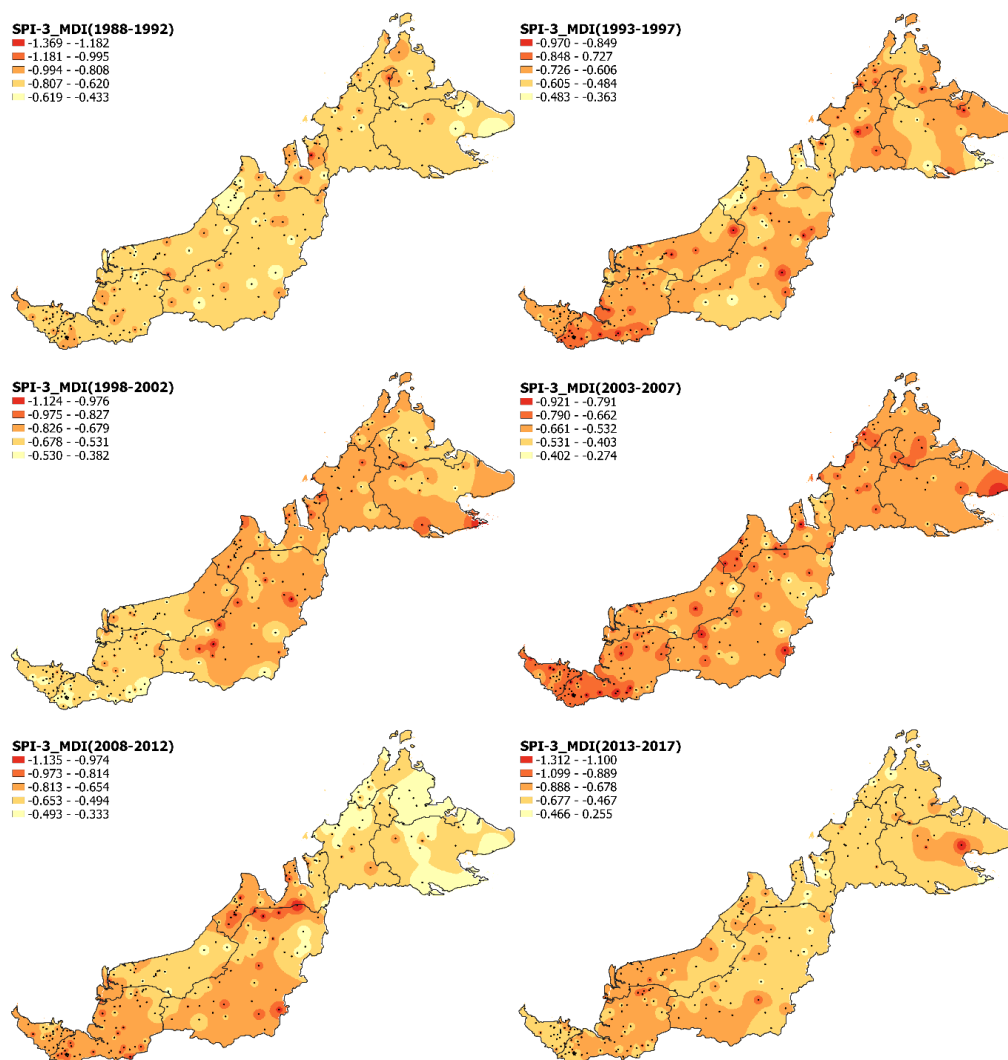 SPI-3_MDI(1988-1992)
-1.369 - -1.182
-1.181 - -0.995
-0.994 - -0.808
-0.807 - -0.620
-0.619 - -0.433
SPI-3_MDI(1993-1997)
-0.970 - -0.849
-0.848 - 0.727
-0.726 - -0.606
-0.605 - -0.484
-0.483 - -0.363
SPI-3_MDI(1998-2002)
-1.124 - -0.976
-0.975 - -0.827
-0.826 - -0.679
-0.678 - -0.531
-0.530 - -0.382
SPI-3_MDI(2003-2007)
-0.921 - -0.791
-0.790 - -0.662
-0.661 - -0.532
-0.531 - -0.403
-0.402 - -0.274
SPI-3_MDI(2008-2012)
-1.135 - -0.974
-0.973 - -0.814
-0.813 - -0.654
-0.653 - -0.494
-0.493 - -0.333
SPI-3_MDI(2013-2017)
-1.312 - -1.100
-1.099 - -0.889
-0.888 - -0.678
-0.677 - -0.467
-0.466 - 0.255